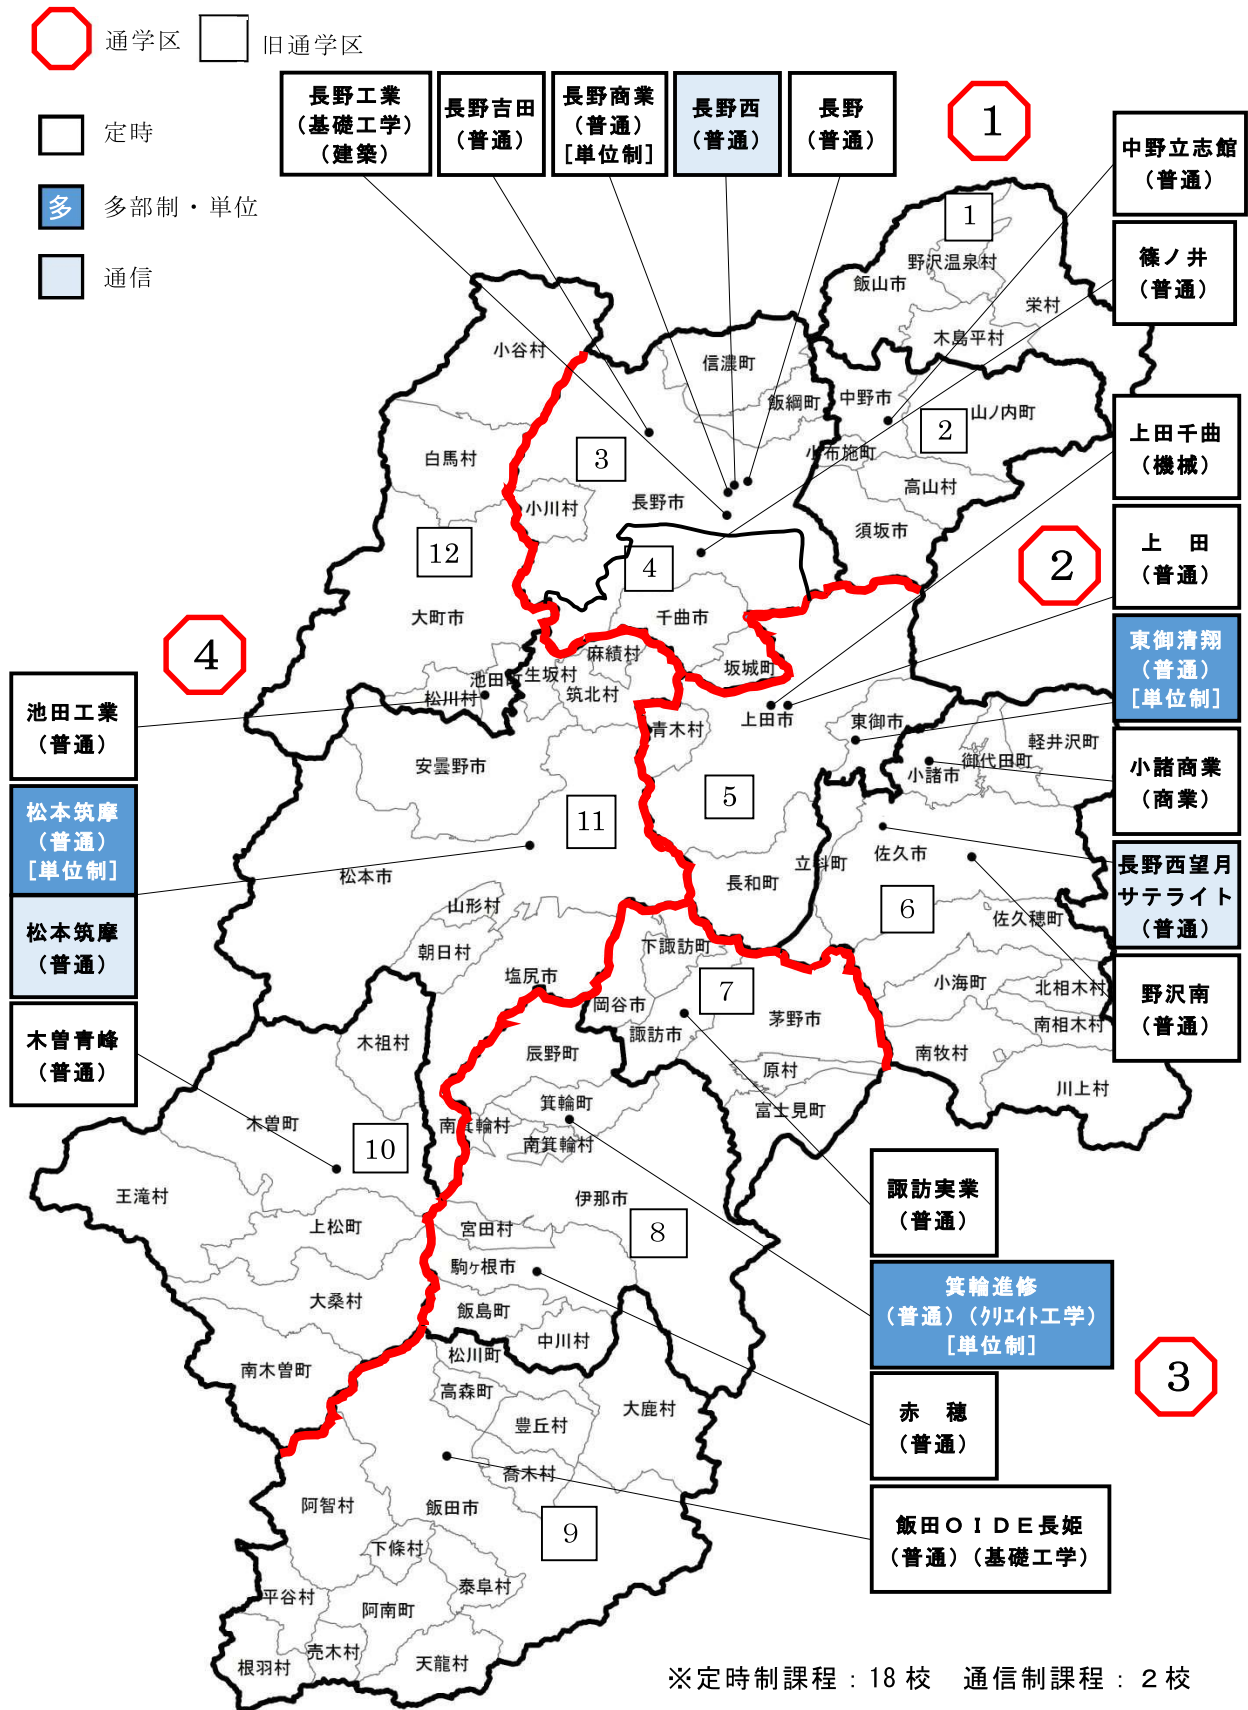 通学区 旧通学区
定時
多 多部制・単位
通信
長野工業
(基礎工学)
(建築)
長野吉田
(普通)
長野商業
(普通)
[単位制]
長野西
(普通)
長野
(普通)
1
中野立志館
(普通)
篠ノ井
(普通)
上田千曲
(機械)
上 田
(普通)
東御清翔
(普通)
[単位制]
小諸商業
(商業)
長野西望月
サテライト
(普通)
野沢南
(普通)
1
野沢温泉村
飯山市
栄村
木島平村
小谷村
信濃町
飯綱町
中野市
山ノ内町
2
小布施町
高山村
須坂市
白馬村
3
小川村
長野市
12
4
2
大町市
千曲市
4
麻績村
生坂村
坂城町
池田町
筑北村
松川村
上田市
東御市
青木村
軽井沢町
御代田町
小諸市
安曇野市
5
11
立科町
佐久市
長和町
松本市
6
山形村
佐久穂町
朝日村
下諏訪町
塩尻市
小海町
北相木村
7
岡谷市
茅野市
南相木村
諏訪市
木祖村
辰野町
南牧村
原村
川上村
箕輪町
富士見町
木曽町
南箕輪村
南箕輪村
10
王滝村
伊那市
上松町
宮田村
8
駒ヶ根市
大桑村
飯島町
中川村
松川町
南木曽町
高森町
大鹿村
豊丘村
喬木村
阿智村
飯田市
9
下條村
泰阜村
平谷村
阿南町
売木村
根羽村
天龍村
池田工業
(普通)
松本筑摩
(普通)
[単位制]
松本筑摩
(普通)
木曽青峰
(普通)
諏訪実業
(普通)
箕輪進修
(普通)(ｸﾘｴｲﾄ工学)
[単位制]
3
赤 穂
(普通)
飯田ＯＩＤＥ長姫
(普通)(基礎工学)
※定時制課程：18 校 通信制課程：２校